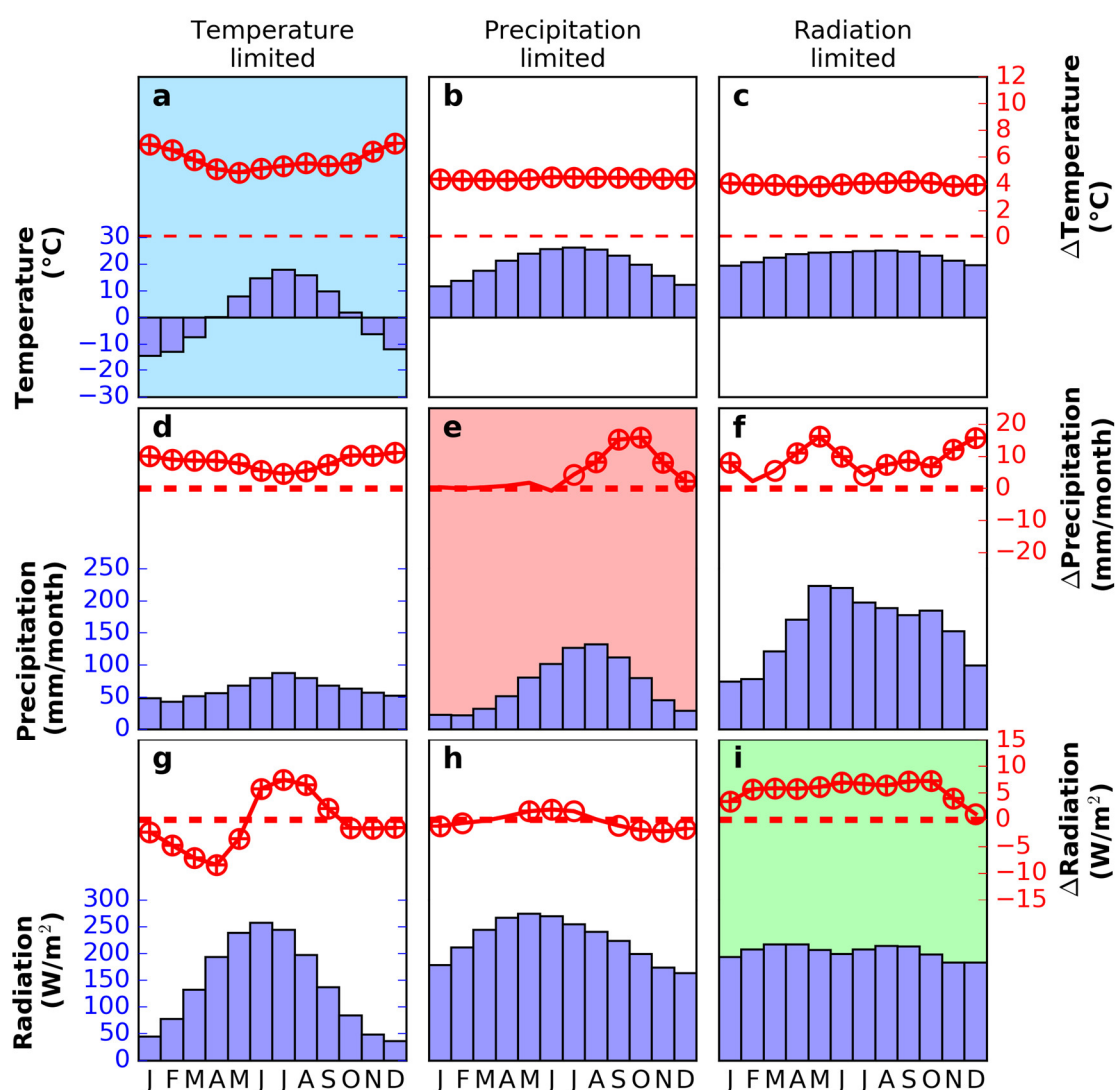 Temperature
limited
Precipitation
limited
Radiation
limited
a
b
c
Temperature
(°C)
30
20
10
0
−10
−20
−30
12
10
8
6
4
2
0
ΔTemperature
(°C)
d
e
f
Precipitation
(mm/month)
250
200
150
100
50
0
20
10
0
−10
−20
ΔPrecipitation
(mm/month)
g
h
i
Radiation
(W/m²)
300
250
200
150
100
50
0
15
10
5
0
−5
−10
−15
ΔRadiation
(W/m²)
J F M A M J J A S O N D
J F M A M J J A S O N D
J F M A M J J A S O N D